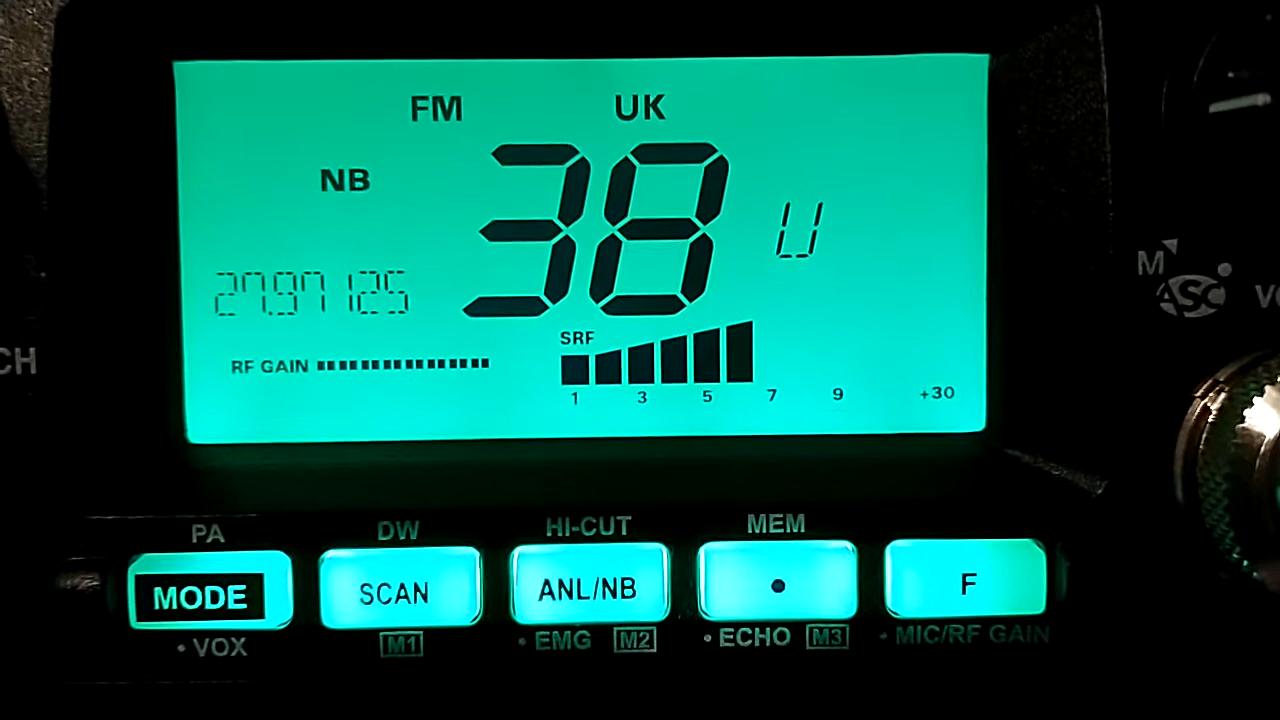 FM UK
NB
38 U
27.97125
SRF
RF GAIN
1 3 5 7 9 +30
M
ASC
CH
PA DW HI-CUT MEM
MODE SCAN ANL/NB • F
• VOX M1 • EMG M2 • ECHO M3 • MIC/RF GAIN